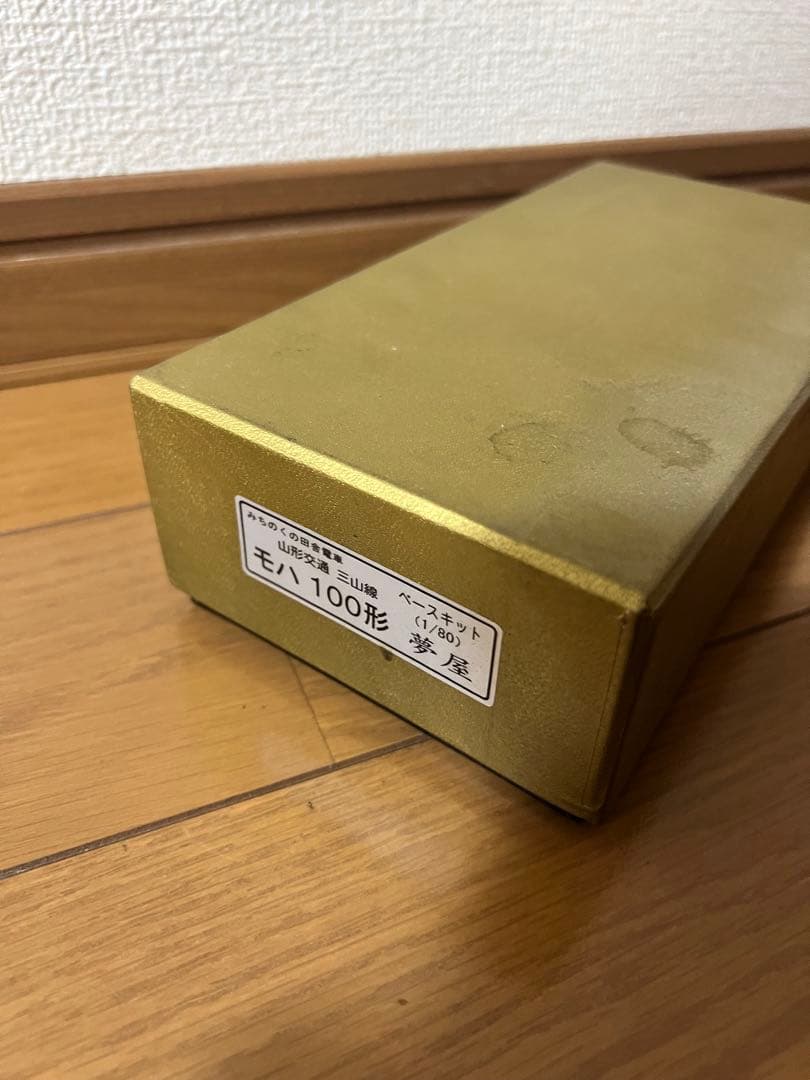 みちのくの田舎電車
山形交通 三山線 ベースキット
モハ 100形 (1/80)
夢屋